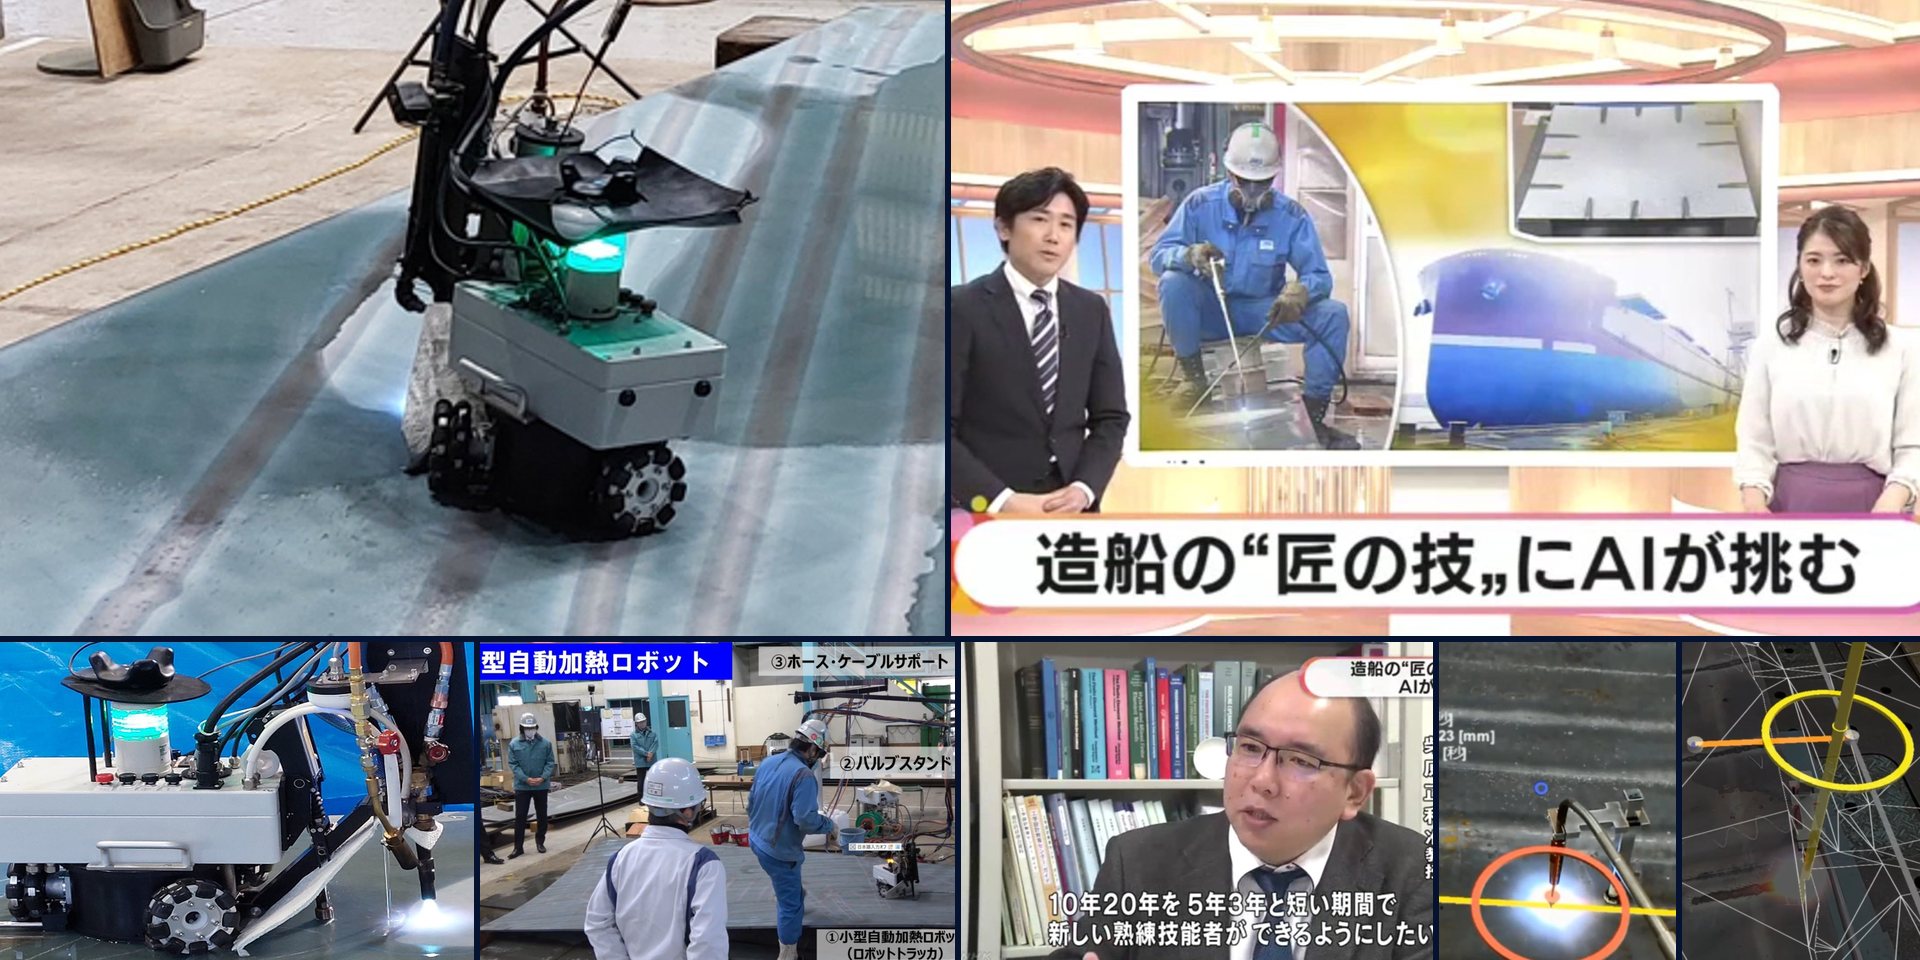 造船の“匠の技„にAIが挑む
型自動加熱ロボット
③ホース・ケーブルサポート
②バルブスタンド
①小型自動加熱ロボッ
(ロボットトラッカ)
造船の“匠の
AIが
10年20年を 5年3年と短い期間で
新しい熟練技能者が できるようにしたい
23 [mm]
[秒]